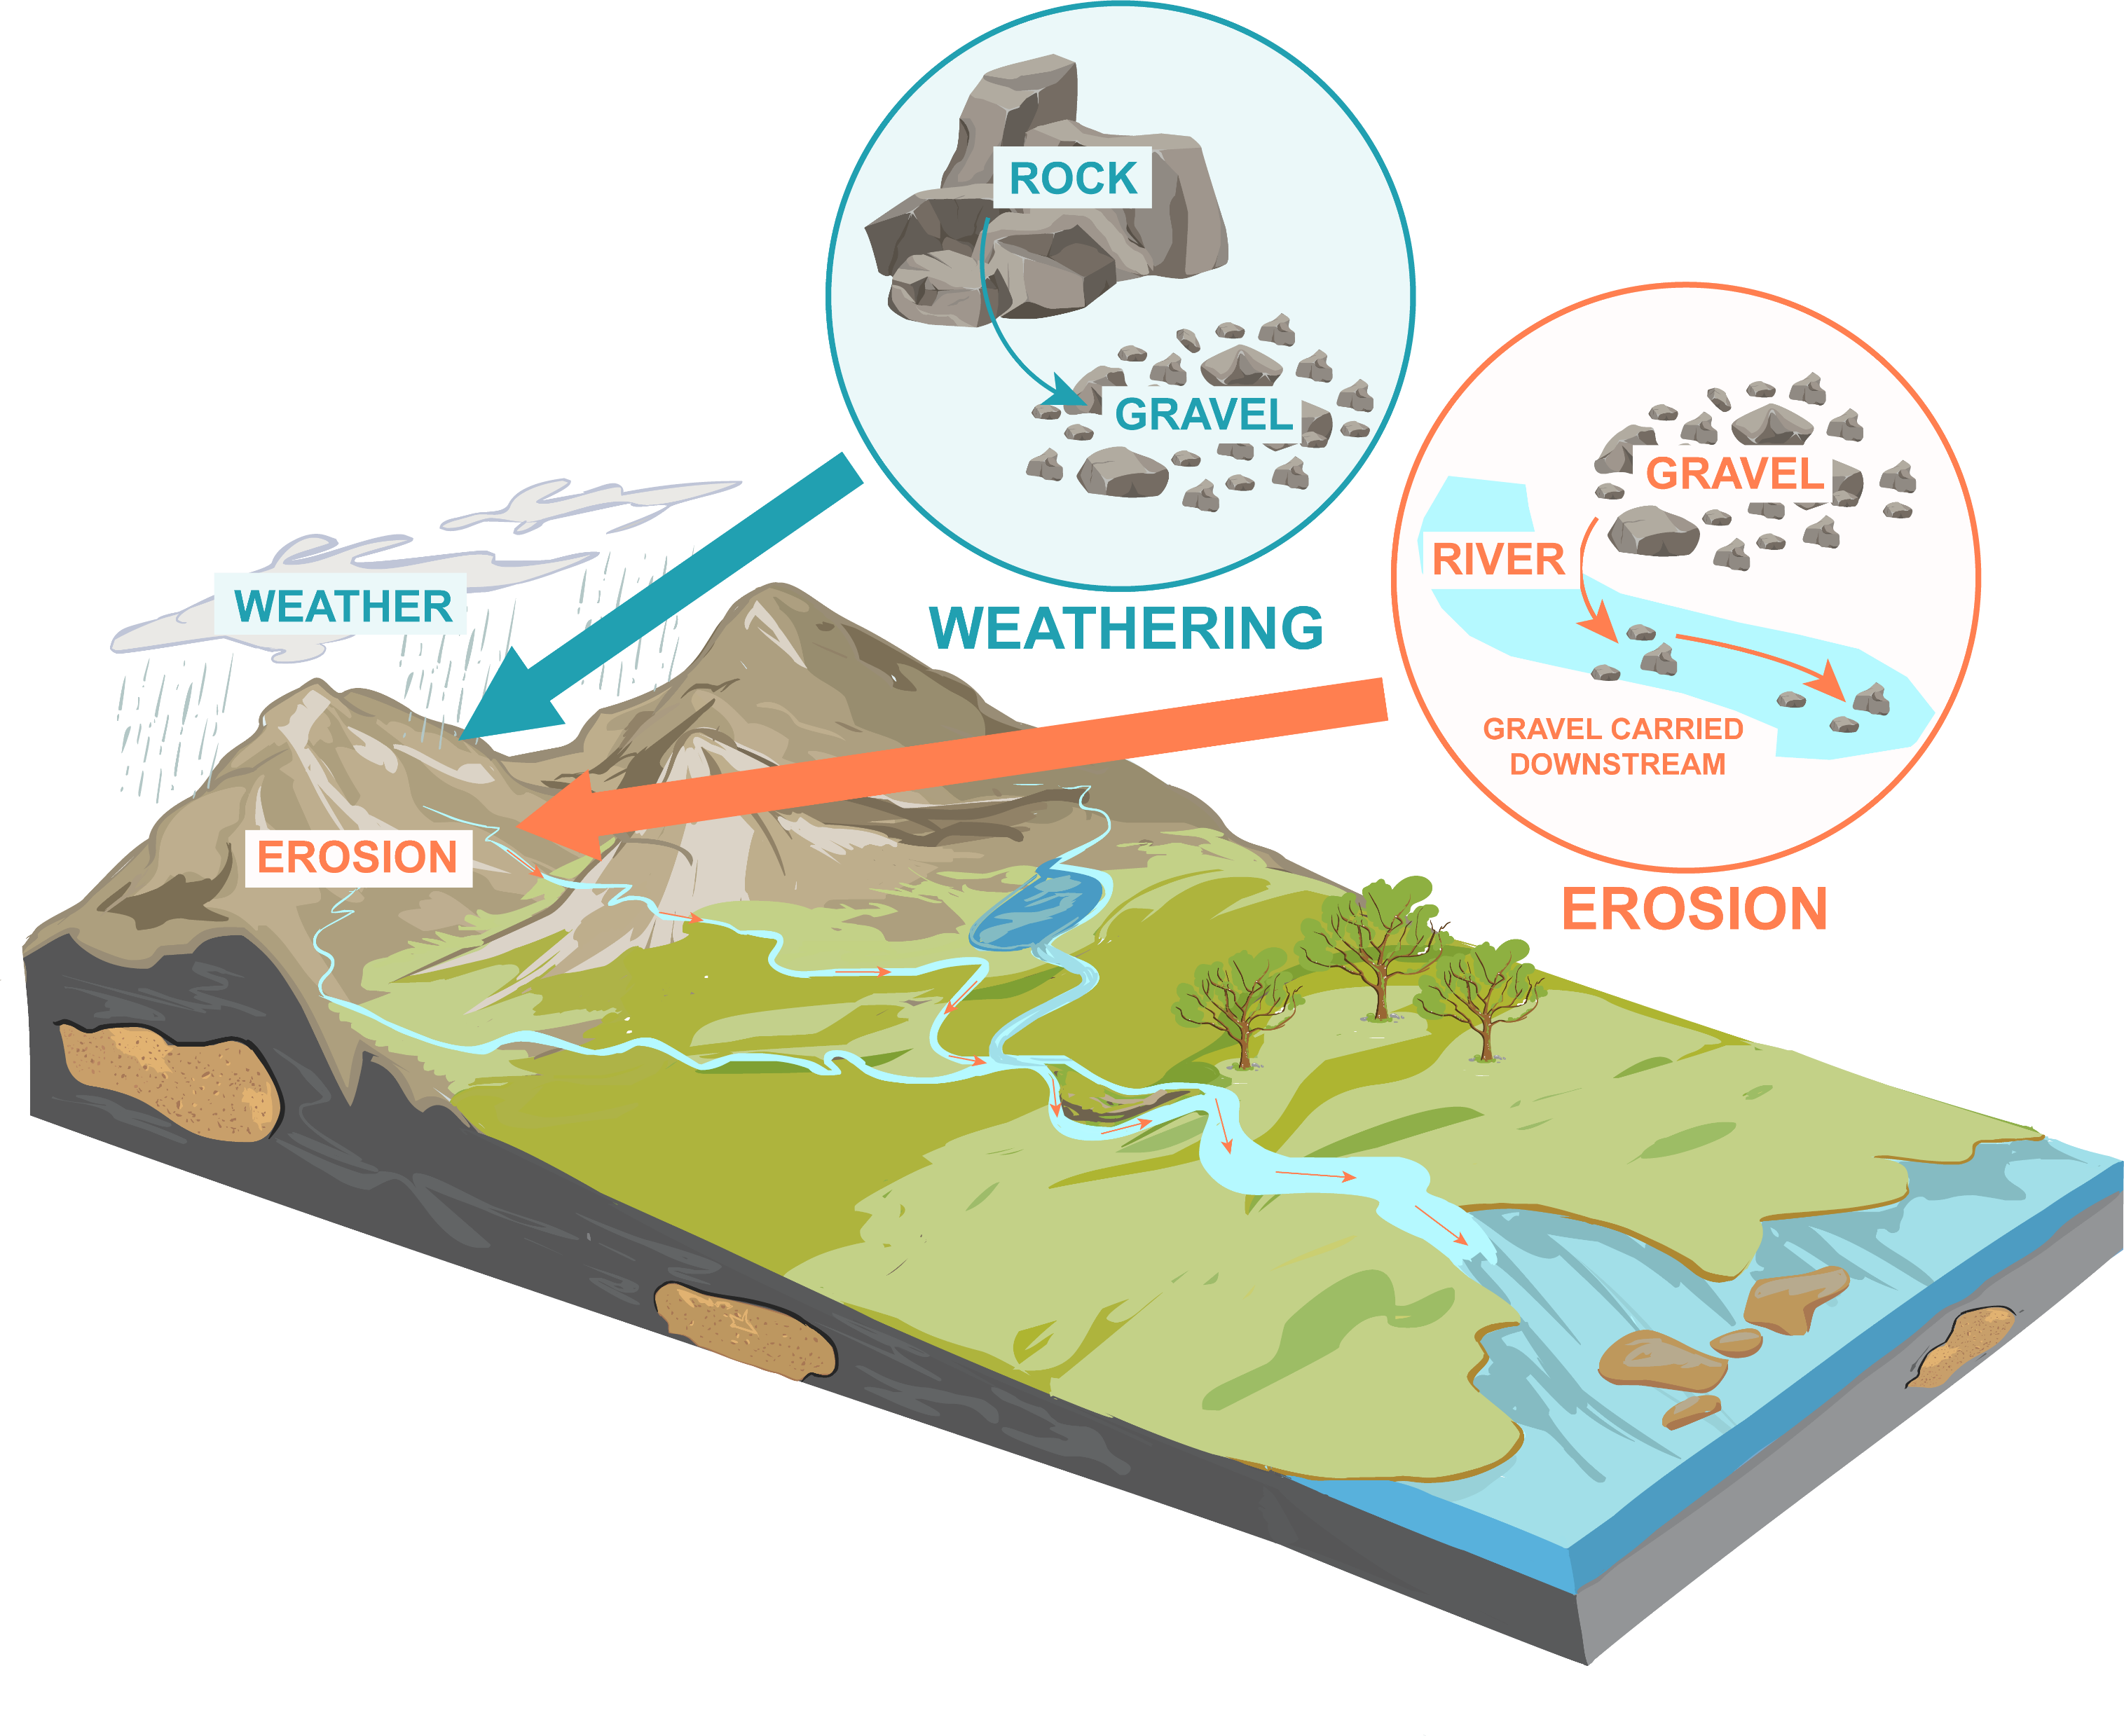 ROCK
GRAVEL
WEATHERING
GRAVEL
RIVER
GRAVEL CARRIED
DOWNSTREAM
EROSION
WEATHER
EROSION